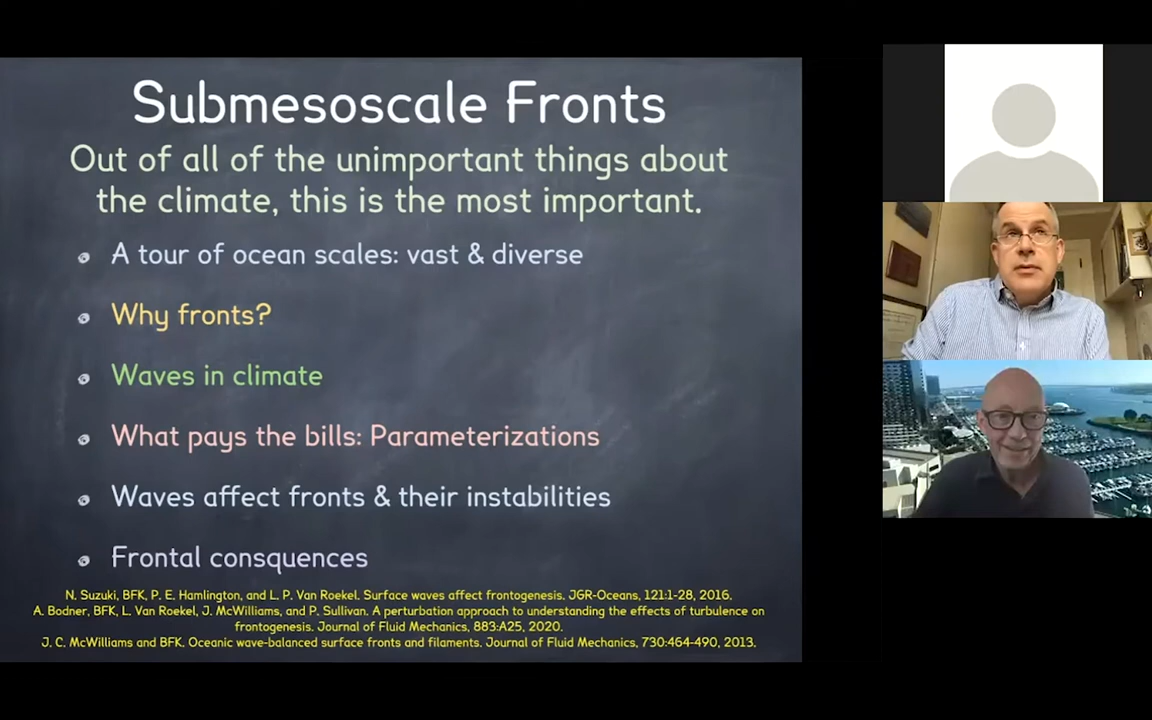 Submesoscale Fronts
Out of all of the unimportant things about
the climate, this is the most important.
A tour of ocean scales: vast & diverse
Why fronts?
Waves in climate
What pays the bills: Parameterizations
Waves affect fronts & their instabilities
Frontal consquences
N. Suzuki, BFK, P. E. Hamlington, and L. P. Van Roekel. Surface waves affect frontogenesis. JGR-Oceans, 121:1-28, 2016.
A. Bodner, BFK, L. Van Roekel, J. McWilliams, and P. Sullivan. A perturbation approach to understanding the effects of turbulence on
frontogenesis. Journal of Fluid Mechanics, 883:A25, 2020.
J. C. McWilliams and BFK. Oceanic wave-balanced surface fronts and filaments. Journal of Fluid Mechanics, 730:464-490, 2013.